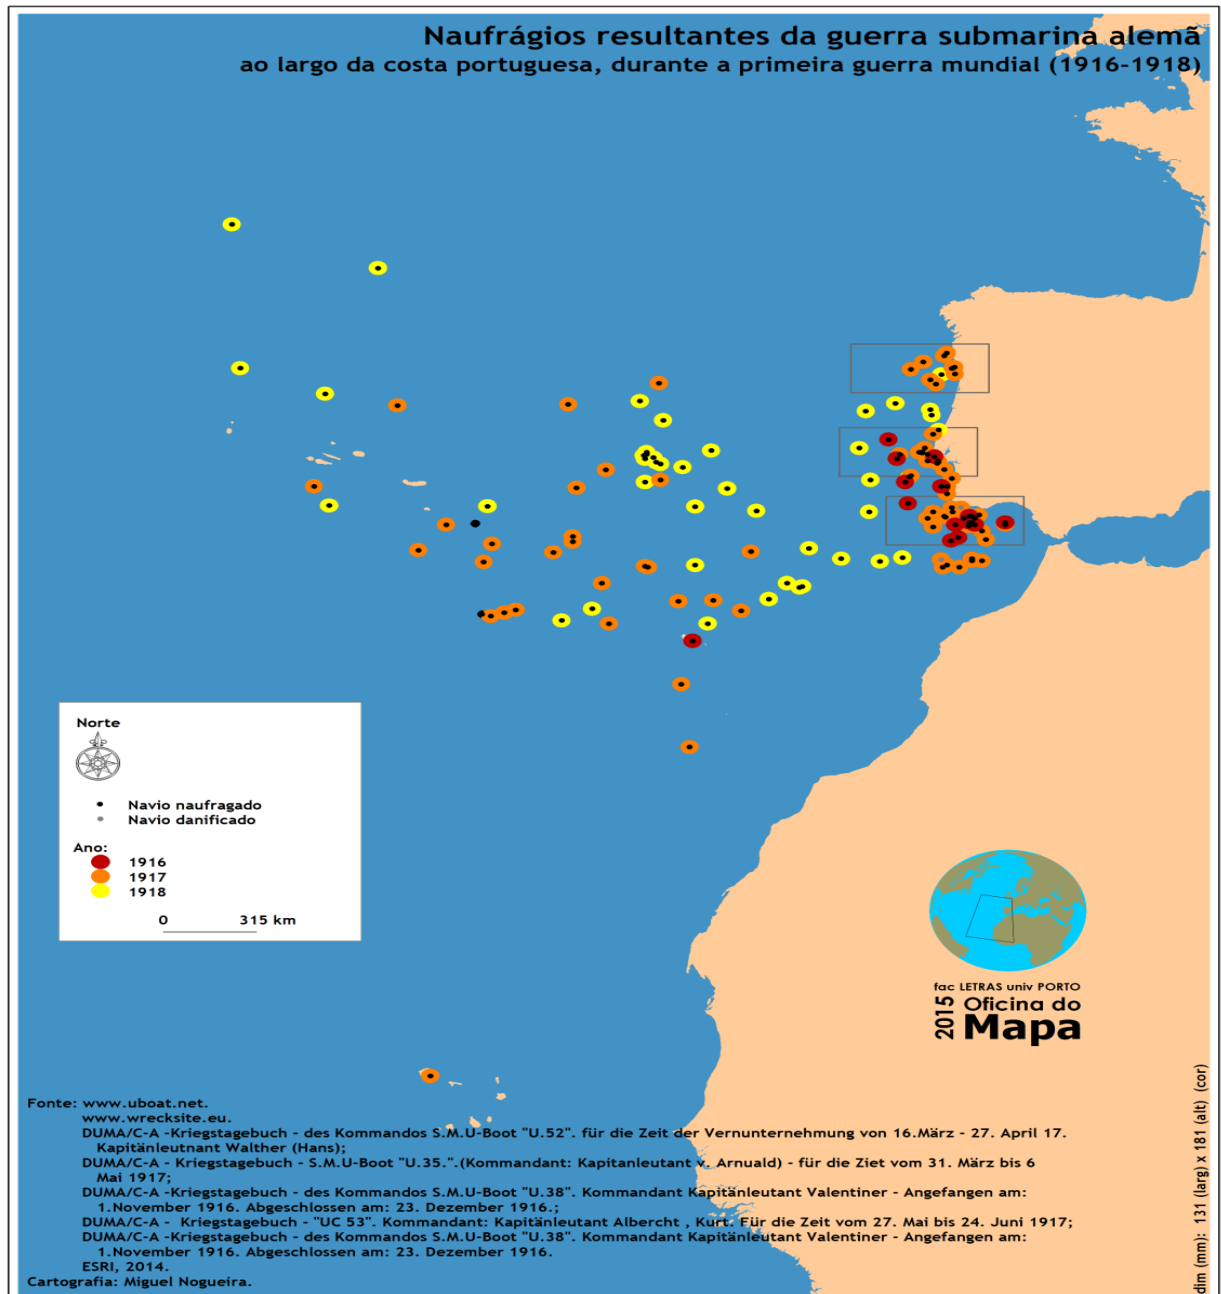 Naufrágios resultantes da guerra submarina alemã
ao largo da costa portuguesa, durante a primeira guerra mundial (1916-1918)
Norte
Navio naufragado
Navio danificado
Ano:
1916
1917
1918
0 315 km
fac LETRAS univ PORTO
2015 Oficina do
Mapa
Fonte: www.uboat.net.
www.wrecksite.eu.
DUMA/C-A -Kriegstagebuch - des Kommandos S.M.U-Boot "U.52". für die Zeit der Vernunternehmung von 16.März - 27. April 17.
Kapitänleutnant Walther (Hans);
DUMA/C-A - Kriegstagebuch - S.M.U-Boot "U.35.".(Kommandant: Kapitanleutant v. Arnuald) - für die Ziet vom 31. März bis 6
Mai 1917;
DUMA/C-A -Kriegstagebuch - des Kommandos S.M.U-Boot "U.38". Kommandant Kapitänleutant Valentiner - Angefangen am:
1.November 1916. Abgeschlossen am: 23. Dezember 1916.;
DUMA/C-A - Kriegstagebuch - "UC 53". Kommandant: Kapitänleutant Albercht , Kurt. Für die Zeit vom 27. Mai bis 24. Juni 1917;
DUMA/C-A -Kriegstagebuch - des Kommandos S.M.U-Boot "U.38". Kommandant Kapitänleutant Valentiner - Angefangen am:
1.November 1916. Abgeschlossen am: 23. Dezember 1916.
ESRI, 2014.
Cartografia: Miguel Nogueira.
dim (mm): 131 (larg) x 181 (alt) (cor)